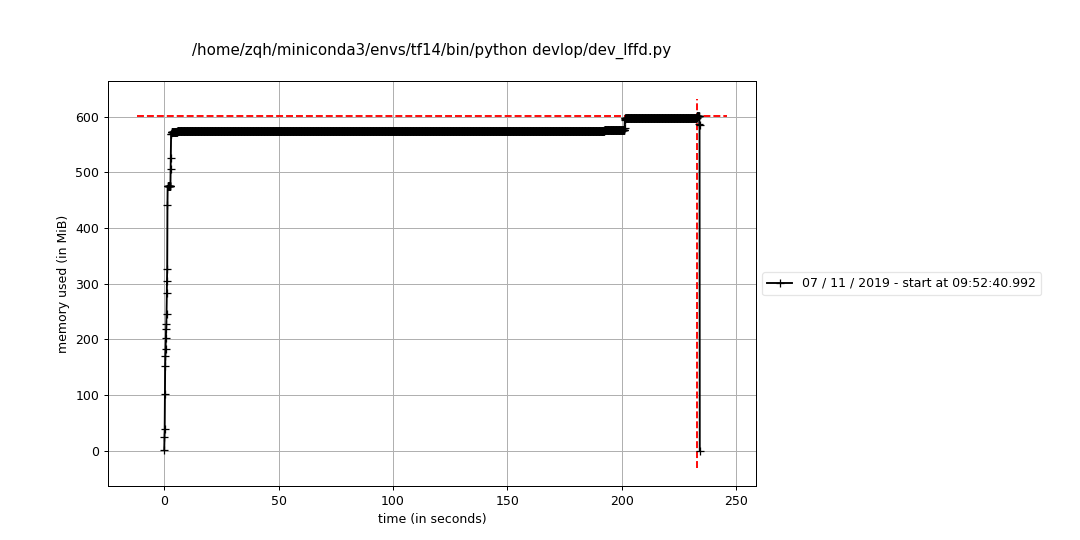 /home/zqh/miniconda3/envs/tf14/bin/python devlop/dev_lffd.py
600
500
400
300
200
100
0
memory used (in MiB)
0 50 100 150 200 250
time (in seconds)
07 / 11 / 2019 - start at 09:52:40.992